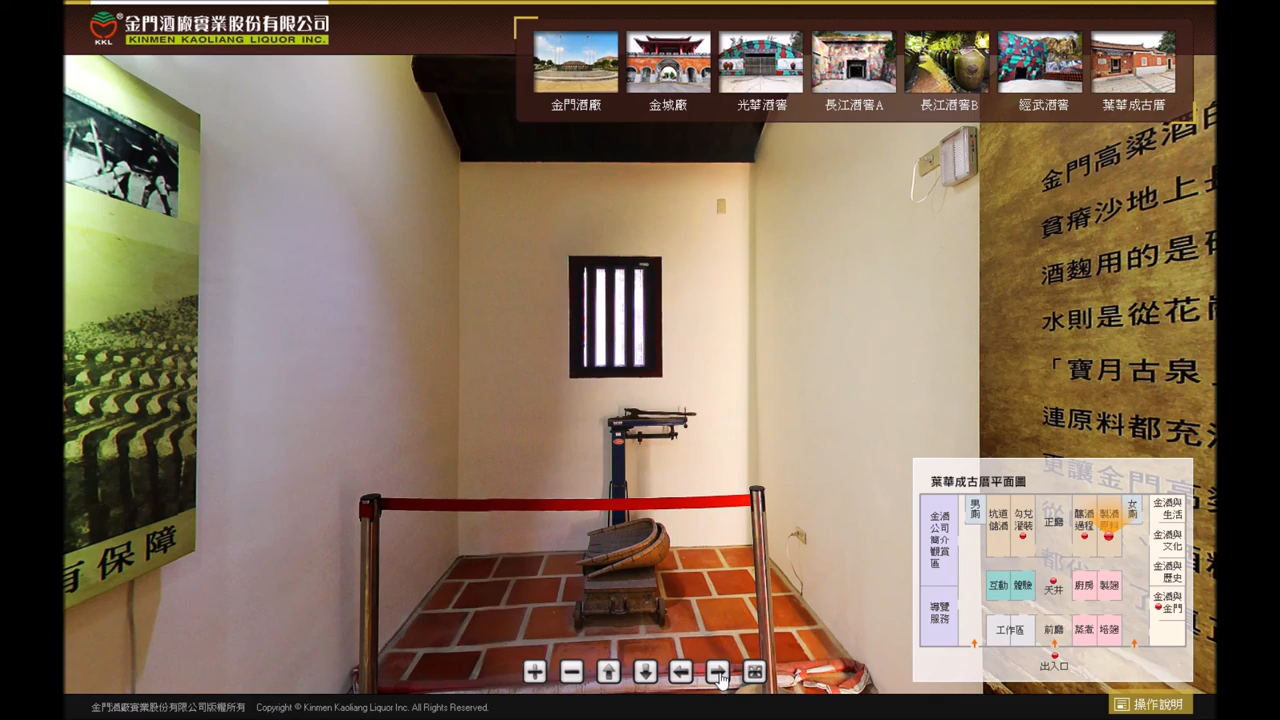 金門酒廠實業股份有限公司
KINMEN KAOLIANG LIQUOR INC.
KKL
金門酒廠
金城廠
光華酒窖
長江酒窖A
長江酒窖B
經武酒窖
葉華成古厝
金門高粱酒的
貧瘠沙地上
酒麴用的是
水則是從花崗
「寶月古泉」
連原料都充
更讓金門高
保障
葉華成古厝平面圖
金酒公司簡介觀賞區
導覽服務
男廁
坑道儲酒
勾兌灌裝
正廳
釀酒過程
製酒原料
女廁
金酒與生活
金酒與文化
金酒與歷史
金酒與金門
互動
體驗
天井
廚房
製麴
工作區
前廳
蒸煮
培麴
出入口
金門酒廠實業股份有限公司版權所有 Copyright © Kinmen Kaoliang Liquor Inc. All Rights Reserved.
操作說明